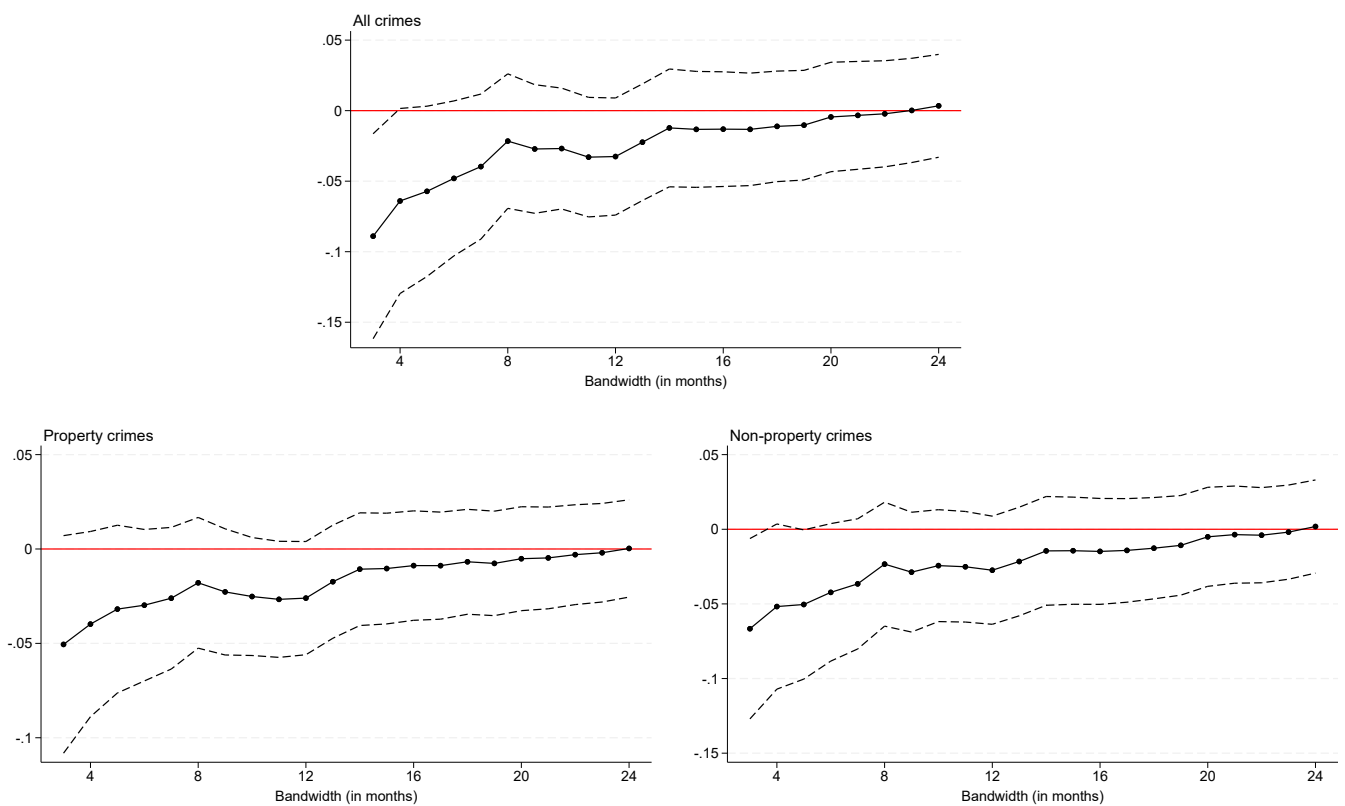 All crimes
.05
0
-.05
-.1
-.15
4 8 12 16 20 24
Bandwidth (in months)
Property crimes
.05
0
-.05
-.1
4 8 12 16 20 24
Bandwidth (in months)
Non-property crimes
.05
0
-.05
-.1
-.15
4 8 12 16 20 24
Bandwidth (in months)